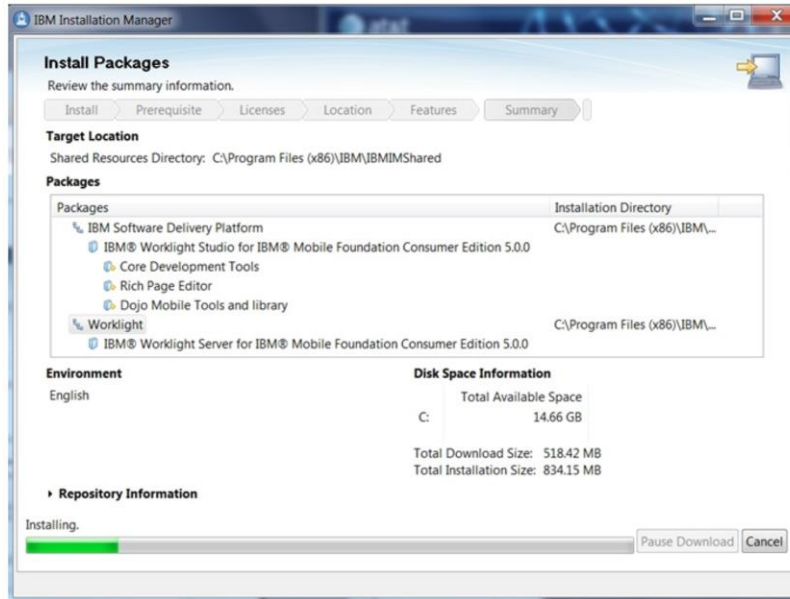 IBM Installation Manager
at&t
Install Packages
Review the summary information.
Install Prerequisite Licenses Location Features Summary
Target Location
Shared Resources Directory: C:\Program Files (x86)\IBM\IBMIMShared
Packages
Packages Installation Directory
IBM Software Delivery Platform C:\Program Files (x86)\IBM\...
IBM® Worklight Studio for IBM® Mobile Foundation Consumer Edition 5.0.0
Core Development Tools
Rich Page Editor
Dojo Mobile Tools and library
Worklight C:\Program Files (x86)\IBM\...
IBM® Worklight Server for IBM® Mobile Foundation Consumer Edition 5.0.0
Environment Disk Space Information
English Total Available Space
C: 14.66 GB
Total Download Size: 518.42 MB
Total Installation Size: 834.15 MB
Repository Information
Installing.
Pause Download Cancel